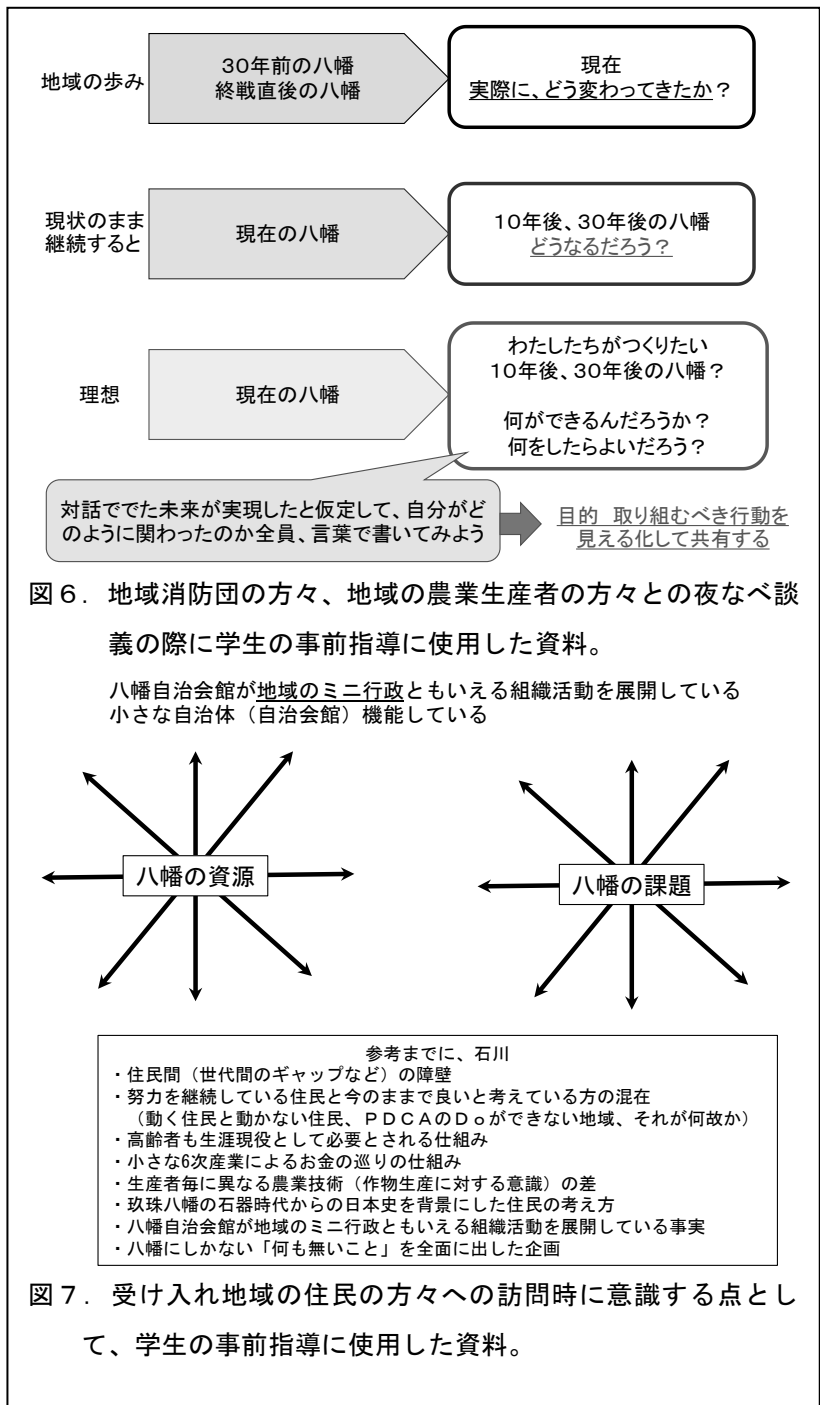 地域の歩み
30年前の八幡
終戦直後の八幡
現在
実際に、どう変わってきたか？
現状のまま
継続すると
現在の八幡
10年後、30年後の八幡
どうなるだろう？
理想
現在の八幡
わたしたちがつくりたい
10年後、30年後の八幡？
何ができるんだろうか？
何をしたらよいだろう？
対話ででた未来が実現したと仮定して、自分がど
のように関わったのか全員、言葉で書いてみよう
目的　取り組むべき行動を
見える化して共有する
図６．地域消防団の方々、地域の農業生産者の方々との夜なべ談
義の際に学生の事前指導に使用した資料。
八幡自治会館が地域のミニ行政ともいえる組織活動を展開している
小さな自治体（自治会館）機能している
八幡の資源
八幡の課題
参考までに、石川
・住民間（世代間のギャップなど）の障壁
・努力を継続している住民と今のままで良いと考えている方の混在
（動く住民と動かない住民、ＰＤＣＡのＤｏができない地域、それが何故か）
・高齢者も生涯現役として必要とされる仕組み
・小さな6次産業によるお金の巡りの仕組み
・生産者毎に異なる農業技術（作物生産に対する意識）の差
・玖珠八幡の石器時代からの日本史を背景にした住民の考え方
・八幡自治会館が地域のミニ行政ともいえる組織活動を展開している事実
・八幡にしかない「何も無いこと」を全面に出した企画
図７．受け入れ地域の住民の方々への訪問時に意識する点とし
て、学生の事前指導に使用した資料。